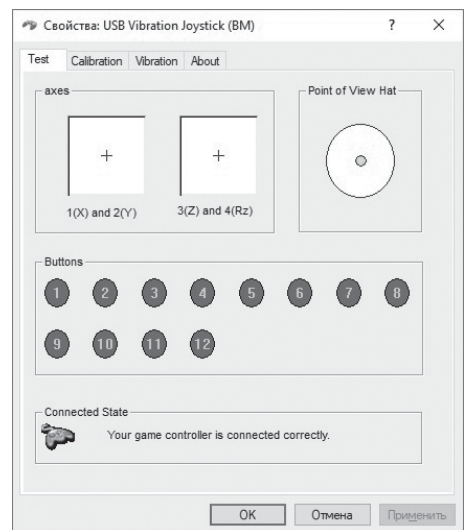 Свойства: USB Vibration Joystick (BM) ? ×
Test Calibration Vibration About
axes Point of View Hat
1(X) and 2(Y) 3(Z) and 4(Rz)
Buttons
1 2 3 4 5 6 7 8
9 10 11 12
Connected State
Your game controller is connected correctly.
OK Отмена Применить